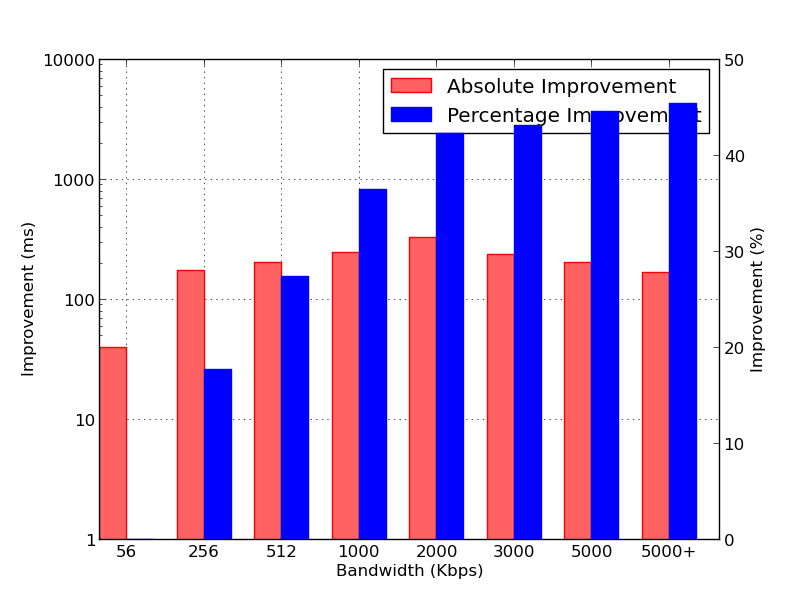 Absolute Improvement
Percentage Improvement
10000
1000
100
10
1
50
40
30
20
10
0
Improvement (ms)
Improvement (%)
56 256 512 1000 2000 3000 5000 5000+
Bandwidth (Kbps)